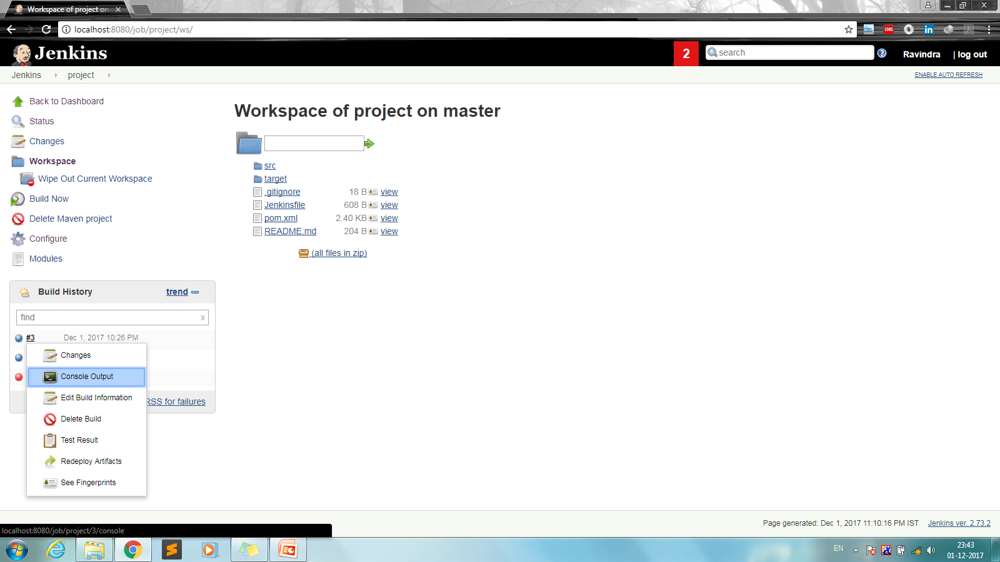 Workspace of project on
localhost:8080/job/project/ws/
CORS
in
Jenkins
2
search
?
Ravindra
| log out
Jenkins
project
ENABLE AUTO REFRESH
Back to Dashboard
Status
Changes
Workspace
Wipe Out Current Workspace
Build Now
Delete Maven project
Configure
Modules
Workspace of project on master
src
target
.gitignore 18 B view
Jenkinsfile 608 B view
pom.xml 2.40 KB view
README.md 204 B view
(all files in zip)
Build History trend
find x
#3 Dec 1, 2017 10:26 PM
Changes
Console Output
Edit Build Information
Delete Build
Test Result
Redeploy Artifacts
See Fingerprints
RSS for failures
Page generated: Dec 1, 2017 11:10:16 PM IST Jenkins ver. 2.73.2
localhost:8080/job/project/3/console
EN
23:43
01-12-2017